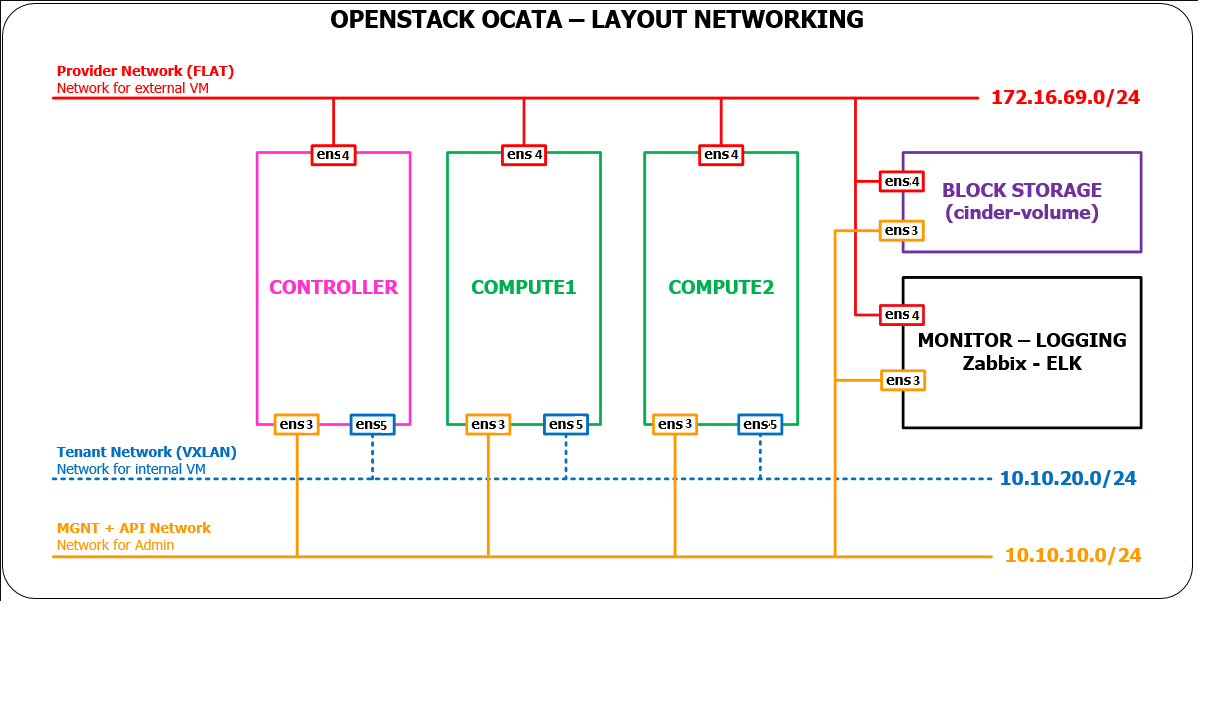 OPENSTACK OCATA – LAYOUT NETWORKING
Provider Network (FLAT)
Network for external VM
172.16.69.0/24
ens4
ens4
ens4
ens4
BLOCK STORAGE
(cinder-volume)
ens3
CONTROLLER
COMPUTE1
COMPUTE2
ens4
MONITOR – LOGGING
Zabbix - ELK
ens3
ens3
ens5
ens3
ens5
ens3
ens5
Tenant Network (VXLAN)
Network for internal VM
10.10.20.0/24
MGNT + API Network
Network for Admin
10.10.10.0/24